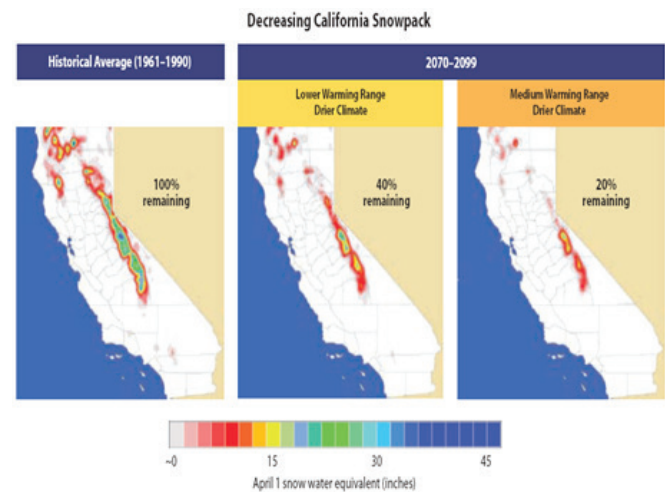 Decreasing California Snowpack
Historical Average (1961–1990)
2070–2099
Lower Warming Range
Drier Climate
Medium Warming Range
Drier Climate
100%
remaining
40%
remaining
20%
remaining
~0
15
30
45
April 1 snow water equivalent (inches)